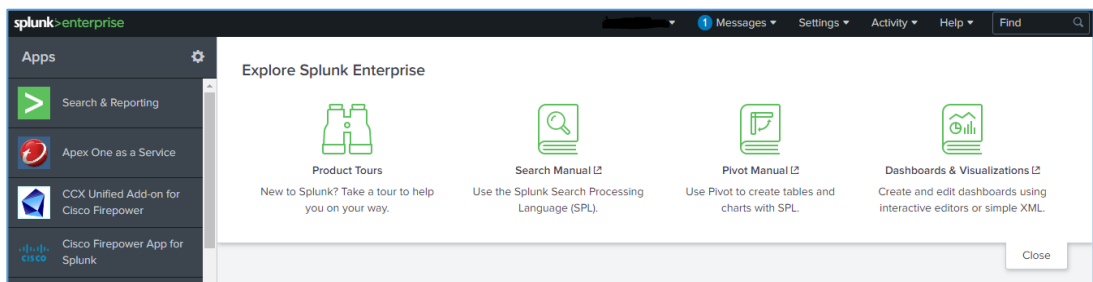 splunk>enterprise
1 Messages Settings Activity Help Find
Apps
Search & Reporting
Apex One as a Service
CCX Unified Add-on for
Cisco Firepower
CISCO
Cisco Firepower App for
Splunk
Explore Splunk Enterprise
Product Tours
New to Splunk? Take a tour to help
you on your way.
Search Manual
Use the Splunk Search Processing
Language (SPL).
Pivot Manual
Use Pivot to create tables and
charts with SPL.
Dashboards & Visualizations
Create and edit dashboards using
interactive editors or simple XML.
Close